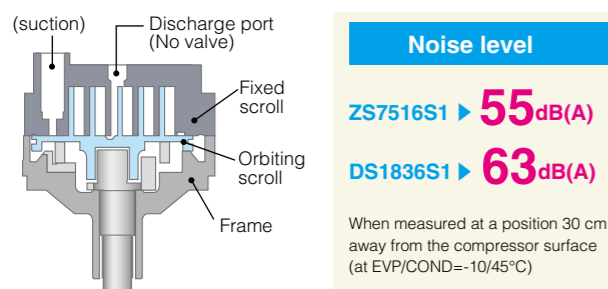 (suction)
Discharge port
(No valve)
Fixed
scroll
Orbiting
scroll
Frame
Noise level
ZS7516S1 ▶ 55dB(A)
DS1836S1 ▶ 63dB(A)
When measured at a position 30 cm
away from the compressor surface
(at EVP/COND=-10/45°C)